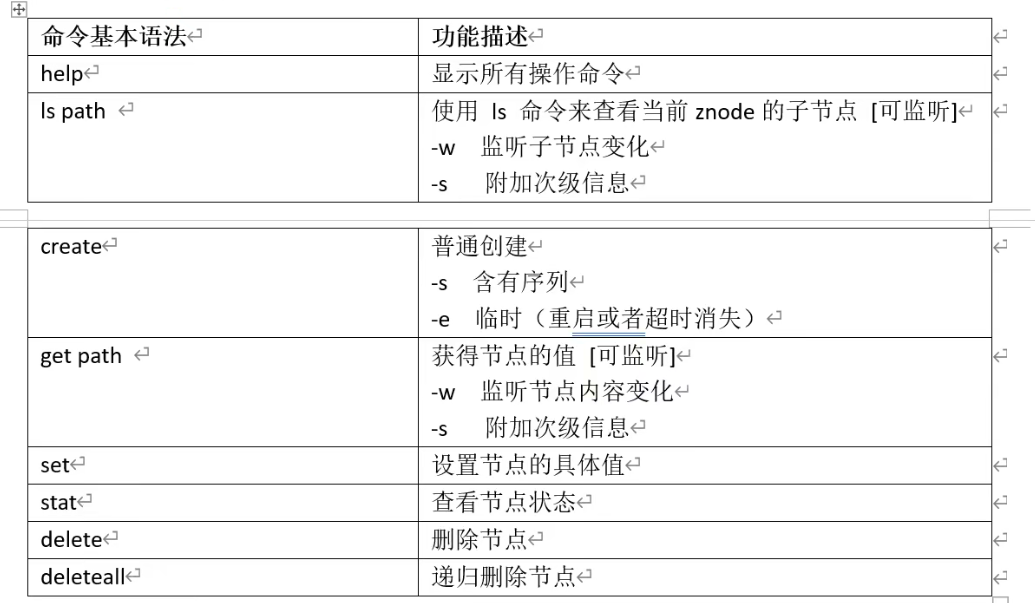 命令基本语法 功能描述
help 显示所有操作命令
ls path 使用 ls 命令来查看当前 znode 的子节点 [可监听]
-w 监听子节点变化
-s 附加次级信息
create 普通创建
-s 含有序列
-e 临时（重启或者超时消失）
get path 获得节点的值 [可监听]
-w 监听节点内容变化
-s 附加次级信息
set 设置节点的具体值
stat 查看节点状态
delete 删除节点
deleteall 递归删除节点